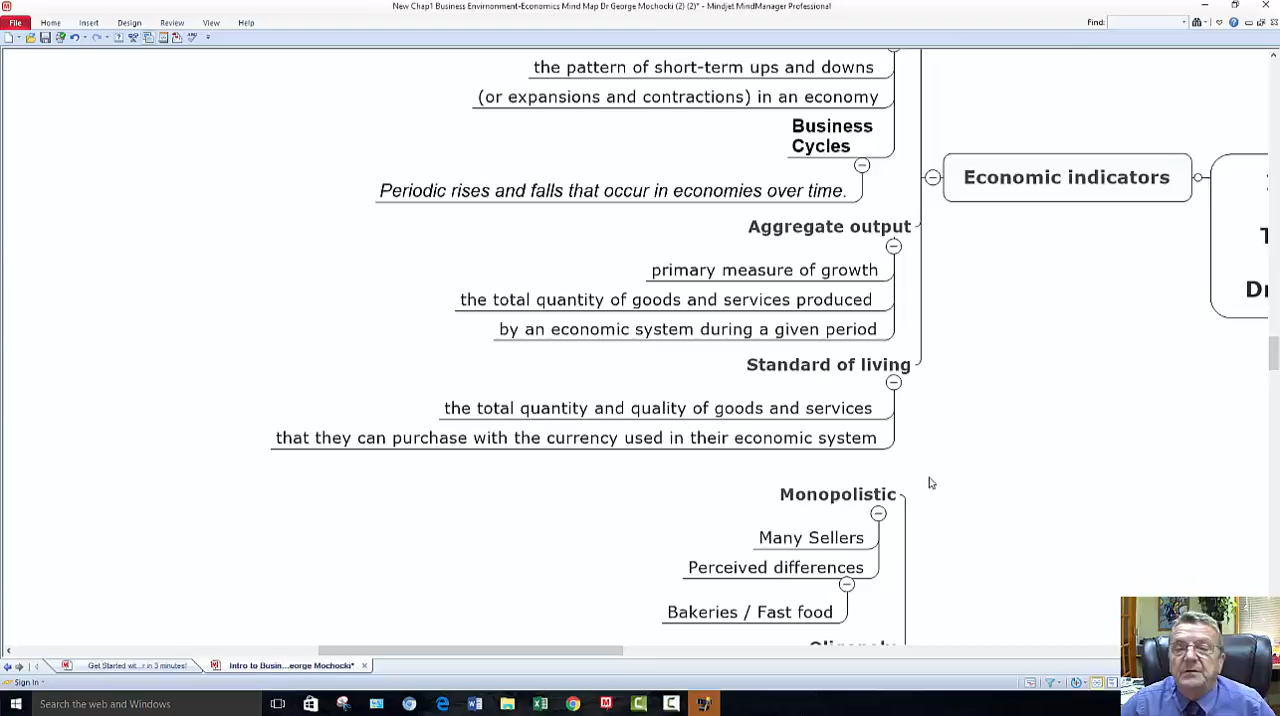 New Chap1 Business Envirnonment-Economics Mind Map Dr George Mochocki (2) (2)* - Mindjet MindManager Professional
File Home Insert Design Review View Help Find:
the pattern of short-term ups and downs
(or expansions and contractions) in an economy
Business
Cycles
Periodic rises and falls that occur in economies over time.
Economic indicators
Aggregate output
primary measure of growth
the total quantity of goods and services produced
by an economic system during a given period
Standard of living
the total quantity and quality of goods and services
that they can purchase with the currency used in their economic system
Monopolistic
Many Sellers
Perceived differences
Bakeries / Fast food
Get Started wit...r in 3 minutes! Intro to Busin...eorge Mochocki*
Sign In
Search the web and Windows